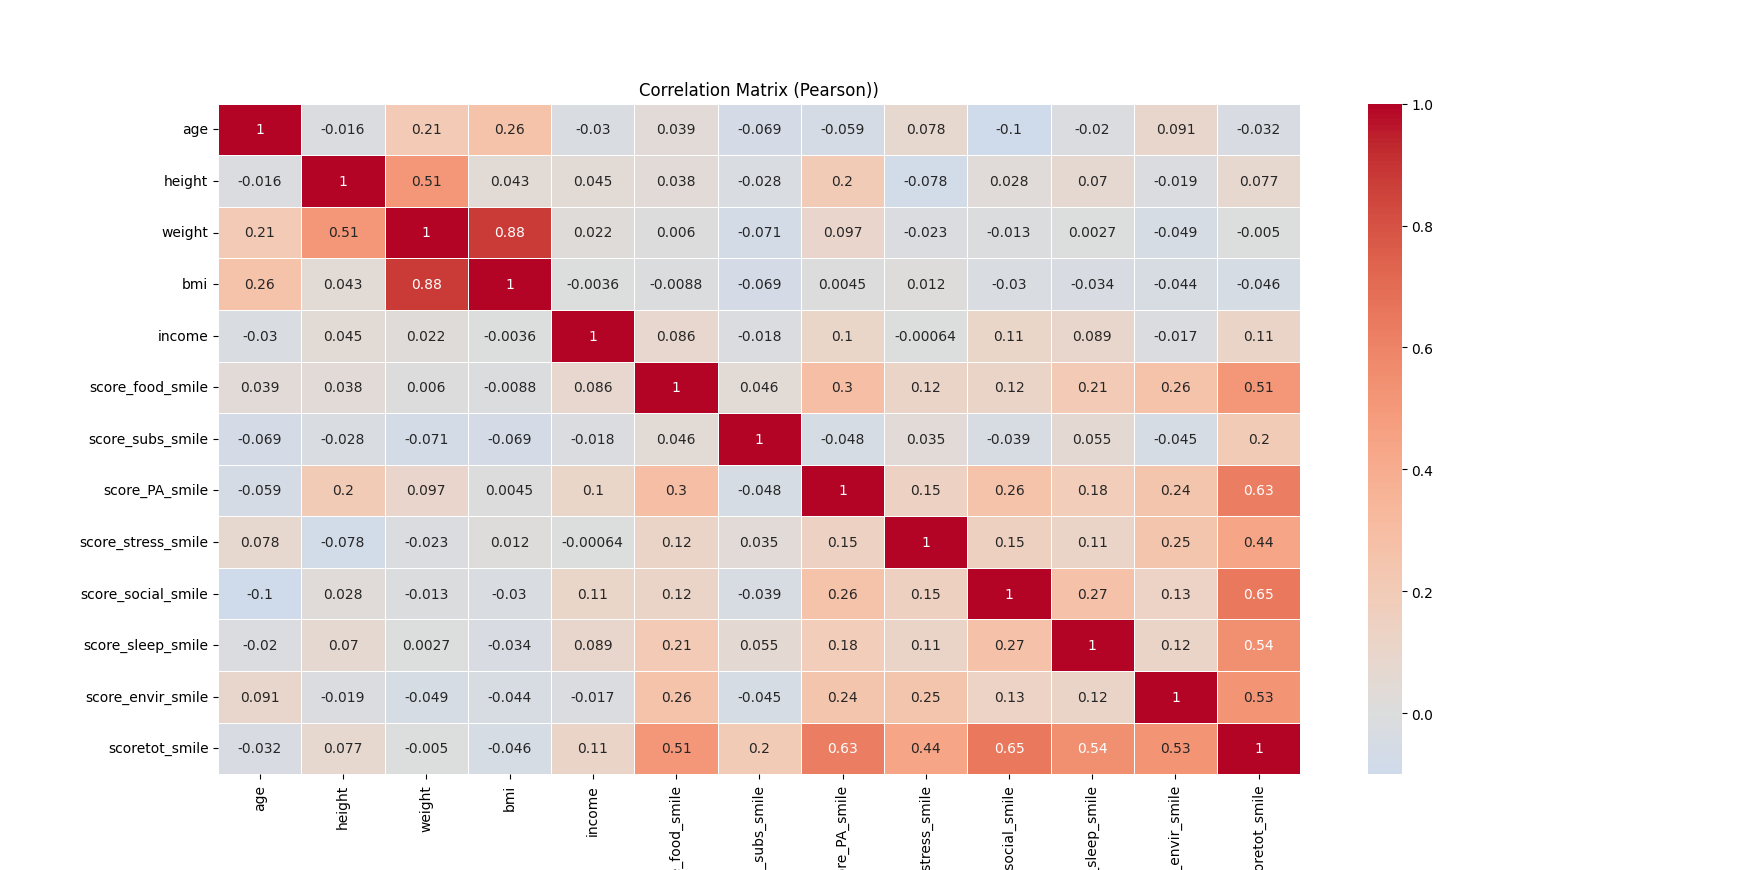 Correlation Matrix (Pearson))
age 1 -0.016 0.21 0.26 -0.03 0.039 -0.069 -0.059 0.078 -0.1 -0.02 0.091 -0.032
height -0.016 1 0.51 0.043 0.045 0.038 -0.028 0.2 -0.078 0.028 0.07 -0.019 0.077
weight 0.21 0.51 1 0.88 0.022 0.006 -0.071 0.097 -0.023 -0.013 0.0027 -0.049 -0.005
bmi 0.26 0.043 0.88 1 -0.0036 -0.0088 -0.069 0.0045 0.012 -0.03 -0.034 -0.044 -0.046
income -0.03 0.045 0.022 -0.0036 1 0.086 -0.018 0.1 -0.00064 0.11 0.089 -0.017 0.11
score_food_smile 0.039 0.038 0.006 -0.0088 0.086 1 0.046 0.3 0.12 0.12 0.21 0.26 0.51
score_subs_smile -0.069 -0.028 -0.071 -0.069 -0.018 0.046 1 -0.048 0.035 -0.039 0.055 -0.045 0.2
score_PA_smile -0.059 0.2 0.097 0.0045 0.1 0.3 -0.048 1 0.15 0.26 0.18 0.24 0.63
score_stress_smile 0.078 -0.078 -0.023 0.012 -0.00064 0.12 0.035 0.15 1 0.15 0.11 0.25 0.44
score_social_smile -0.1 0.028 -0.013 -0.03 0.11 0.12 -0.039 0.26 0.15 1 0.27 0.13 0.65
score_sleep_smile -0.02 0.07 0.0027 -0.034 0.089 0.21 0.055 0.18 0.11 0.27 1 0.12 0.54
score_envir_smile 0.091 -0.019 -0.049 -0.044 -0.017 0.26 -0.045 0.24 0.25 0.13 0.12 1 0.53
scoretot_smile -0.032 0.077 -0.005 -0.046 0.11 0.51 0.2 0.63 0.44 0.65 0.54 0.53 1
age height weight bmi income _food_smile _subs_smile re_PA_smile stress_smile social_smile _sleep_smile _envir_smile oretot_smile
1.0
0.8
0.6
0.4
0.2
0.0